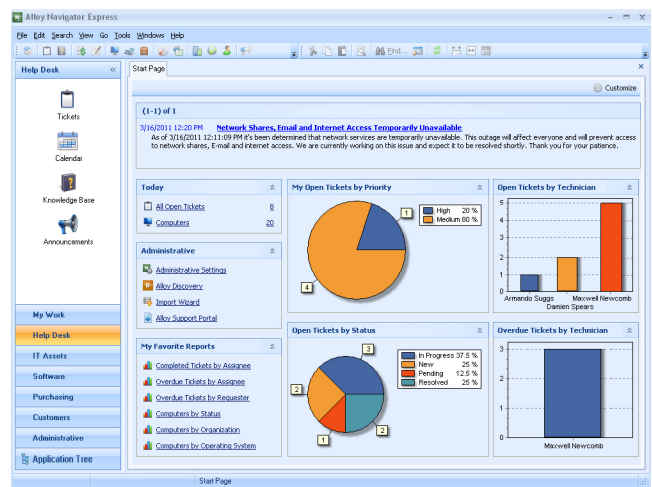 Alloy Navigator Express
File Edit Search View Go Tools Windows Help
Find...
Help Desk «
Start Page
Customize
Tickets
Calendar
Knowledge Base
Announcements
(1-1) of 1
3/16/2011 12:20 PM Network Shares, Email and Internet Access Temporarily Unavailable
As of 3/16/2011 12:11:09 PM it's been determined that network services are temporarily unavailable. This outage will affect everyone and will prevent access
to network shares, E-mail and internet access. We are currently working on this issue and expect it to be resolved shortly. Thank you for your patience.
Today
All Open Tickets 8
Computers 20
Administrative
Administrative Settings
Alloy Discovery
Import Wizard
Alloy Support Portal
My Favorite Reports
Completed Tickets by Assignee
Overdue Tickets by Assignee
Overdue Tickets by Requester
Computers by Status
Computers by Organization
Computers by Operating System
My Open Tickets by Priority
1
4
High 20 %
Medium 80 %
Open Tickets by Technician
5
4
3
2
1
0
Armando Suggs Maxwell Newcomb
Damien Spears
Open Tickets by Status
3
2
1
2
In Progress 37.5 %
New 25 %
Pending 12.5 %
Resolved 25 %
Overdue Tickets by Technician
3
2
1
0
Maxwell Newcomb
My Work
Help Desk
IT Assets
Software
Purchasing
Customers
Administrative
Application Tree
Start Page